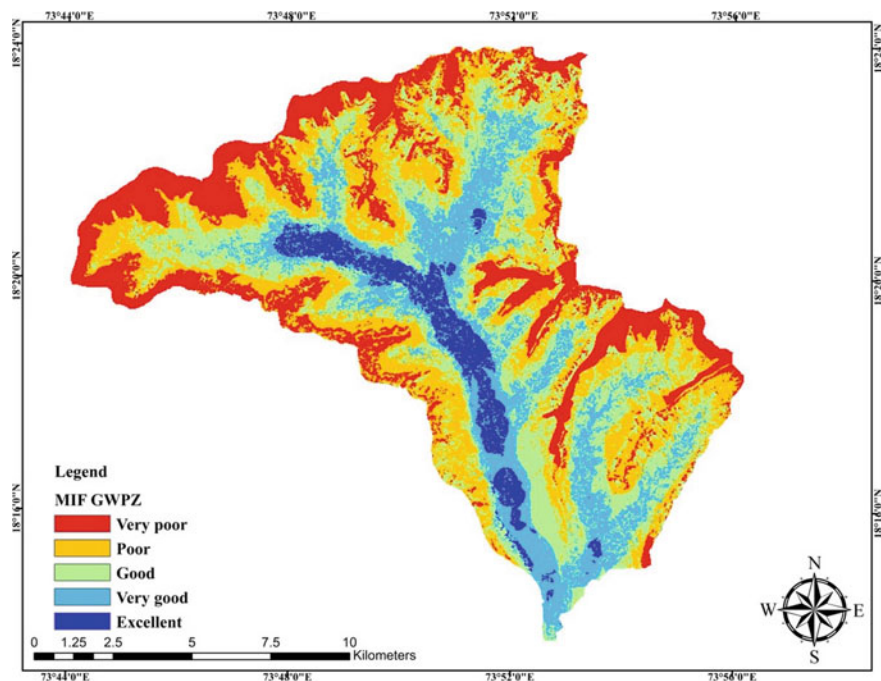 73°44'0"E 73°48'0"E 73°52'0"E 73°56'0"E
18°24'0"N 18°24'0"N
18°20'0"N 18°20'0"N
18°16'0"N 18°16'0"N
Legend
MIF GWPZ
Very poor
Poor
Good
Very good
Excellent
0 1.25 2.5 5 7.5 10
Kilometers
N
W E
S
73°44'0"E 73°48'0"E 73°52'0"E 73°56'0"E